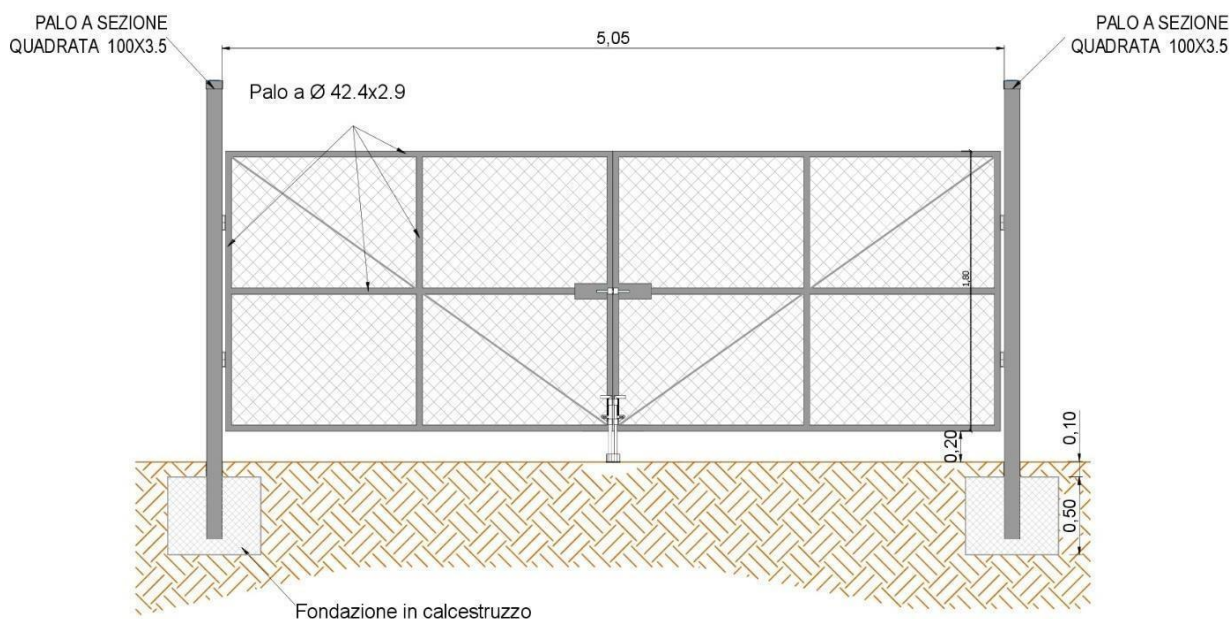 PALO A SEZIONE
QUADRATA 100X3.5
5,05
PALO A SEZIONE
QUADRATA 100X3.5
Palo a Ø 42.4x2.9
1,80
0,20
0,10
0,50
Fondazione in calcestruzzo